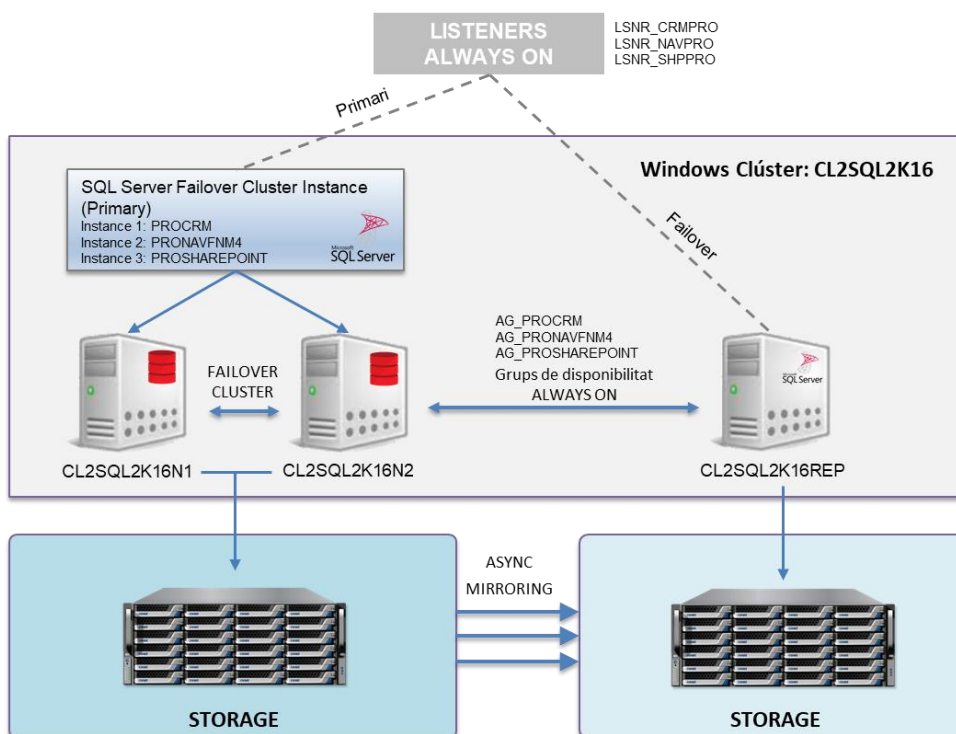 LISTENERS
ALWAYS ON
LSNR_CRMPRO
LSNR_NAVPRO
LSNR_SHPPRO
Primari
Windows Clúster: CL2SQL2K16
SQL Server Failover Cluster Instance
(Primary)
Instance 1: PROCRM
Instance 2: PRONAVFNM4
Instance 3: PROSHAREPOINT
Microsoft
SQL Server
Failover
AG_PROCRM
AG_PRONAVFNM4
AG_PROSHAREPOINT
Grups de disponibilitat
ALWAYS ON
FAILOVER
CLUSTER
SQL Server
CL2SQL2K16N1
CL2SQL2K16N2
CL2SQL2K16REP
ASYNC
MIRRORING
STORAGE
STORAGE